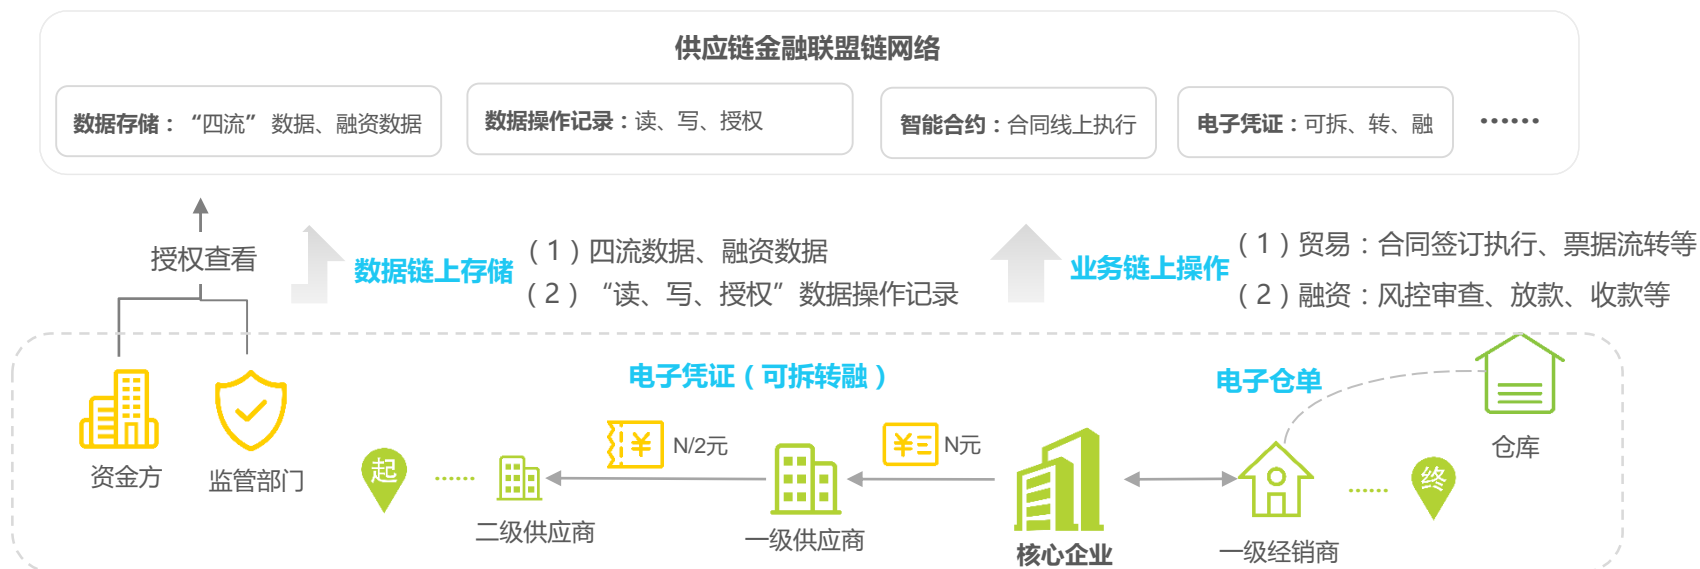 供应链金融联盟链网络
数据存储：“四流”数据、融资数据
数据操作记录：读、写、授权
智能合约：合同线上执行
电子凭证：可拆、转、融
……
授权查看
数据链上存储
（1）四流数据、融资数据
（2）“读、写、授权”数据操作记录
业务链上操作
（1）贸易：合同签订执行、票据流转等
（2）融资：风控审查、放款、收款等
电子凭证（可拆转融）
电子仓单
资金方
监管部门
起
……
二级供应商
¥
N/2元
一级供应商
¥
N元
核心企业
一级经销商
……
终
仓库